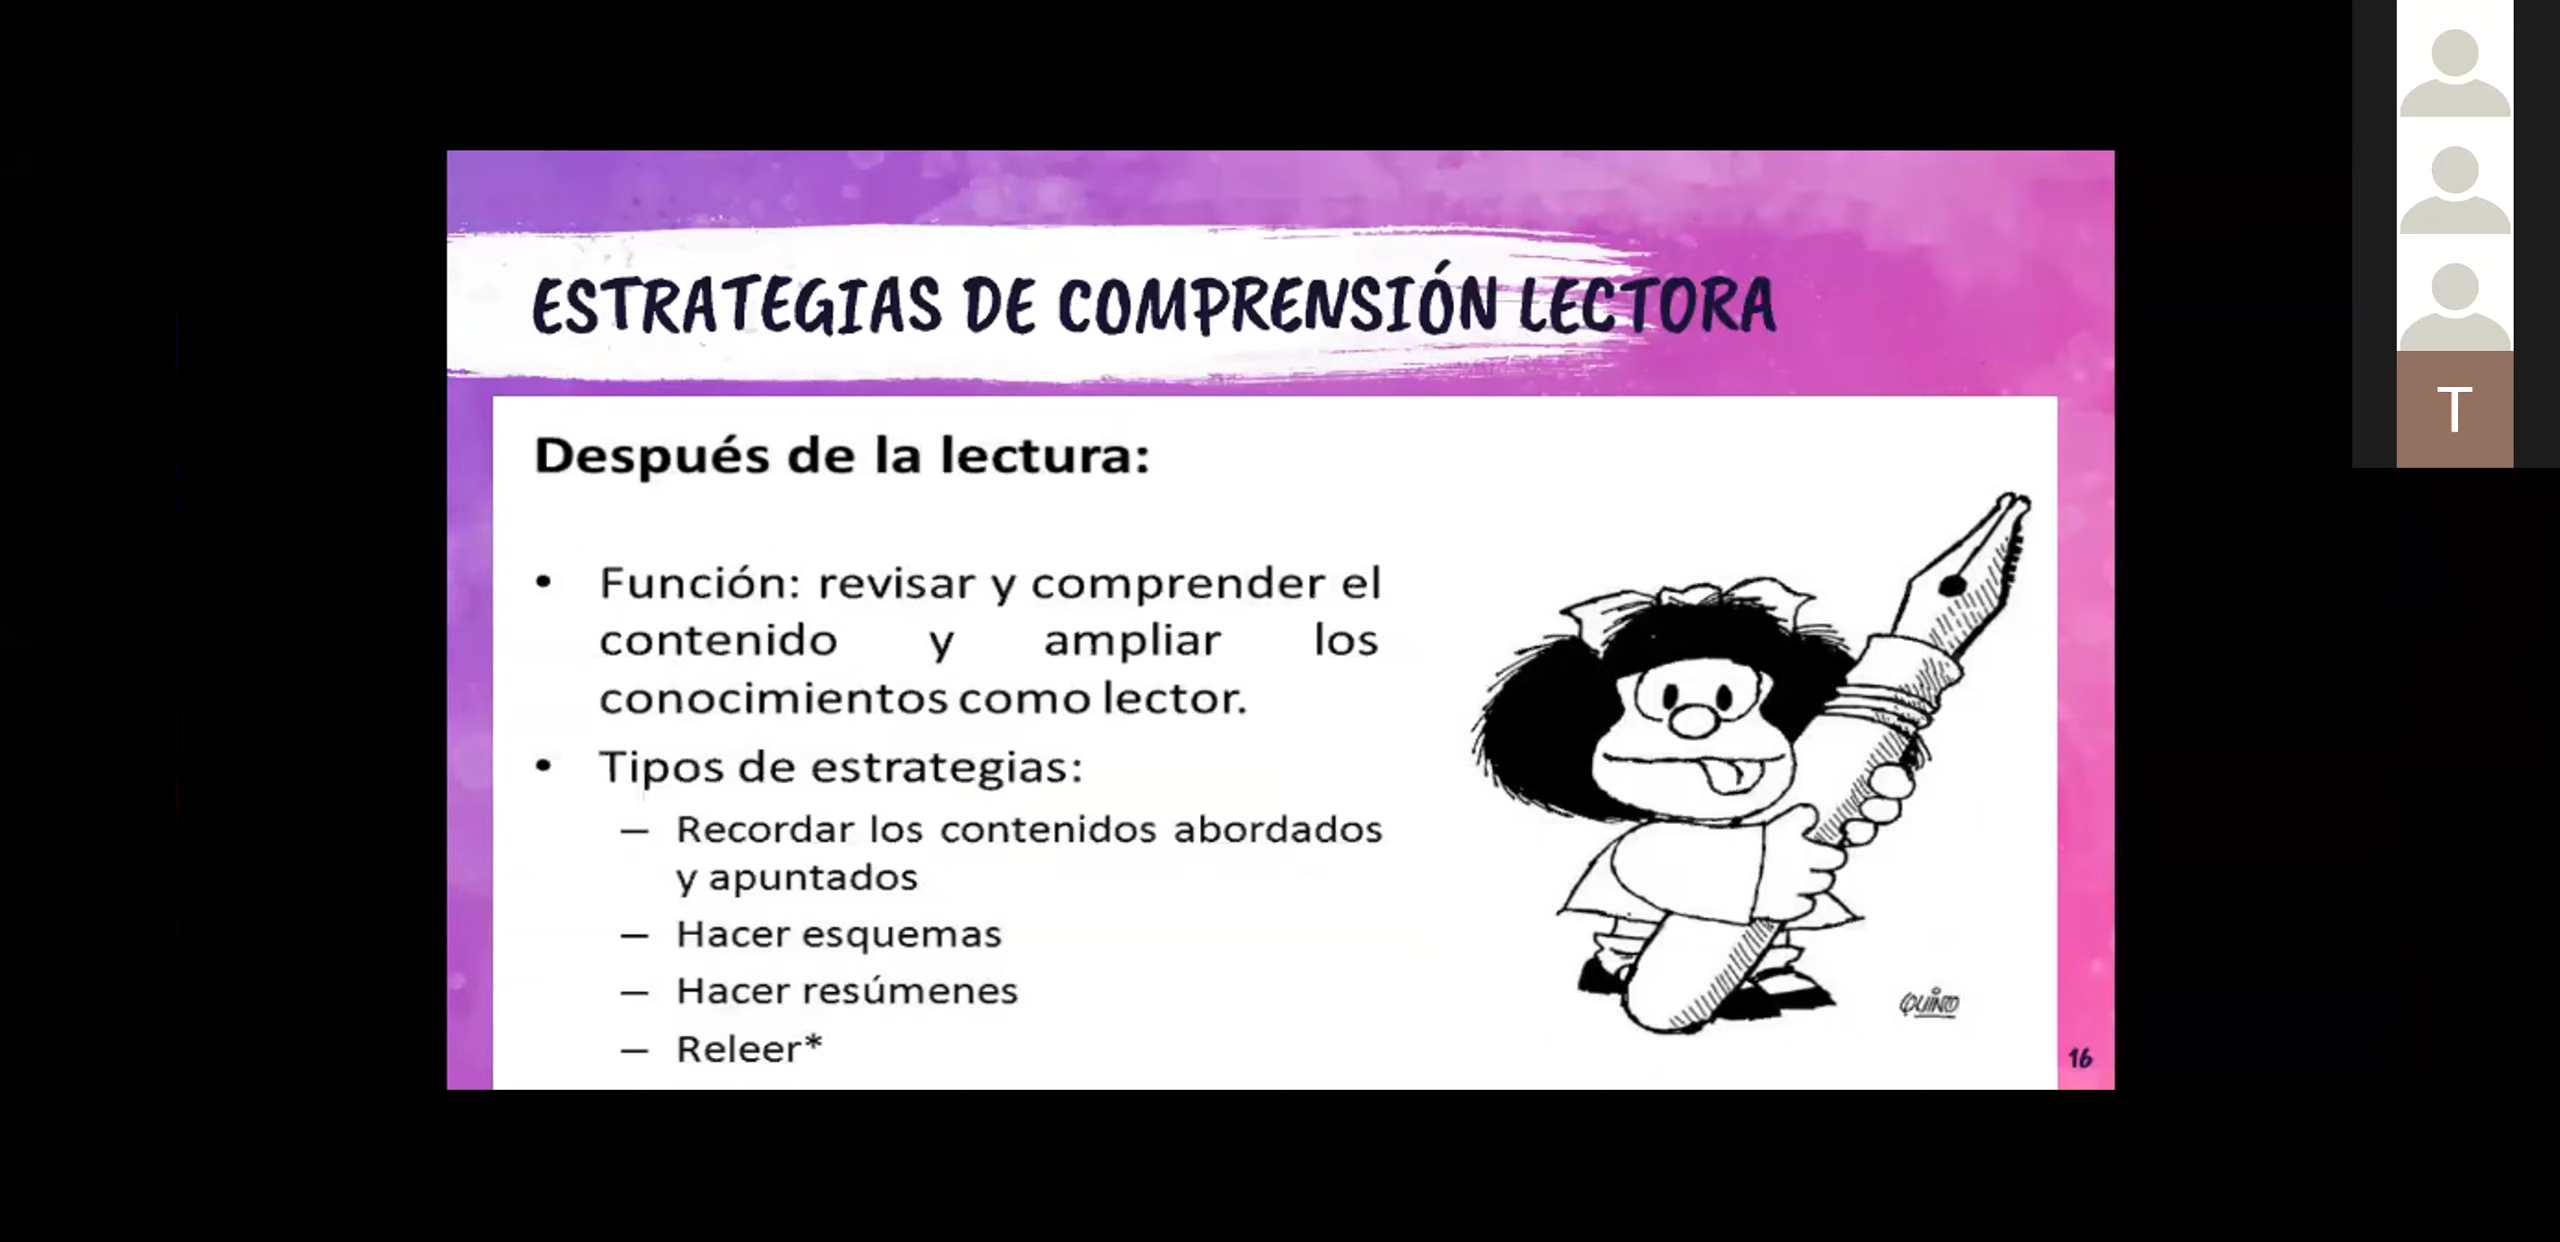 ESTRATEGIAS DE COMPRENSIÓN LECTORA
Después de la lectura:
• Función: revisar y comprender el
contenido y ampliar los
conocimientos como lector.
• Tipos de estrategias:
– Recordar los contenidos abordados
y apuntados
– Hacer esquemas
– Hacer resúmenes
– Releer*
QUINO
16
T